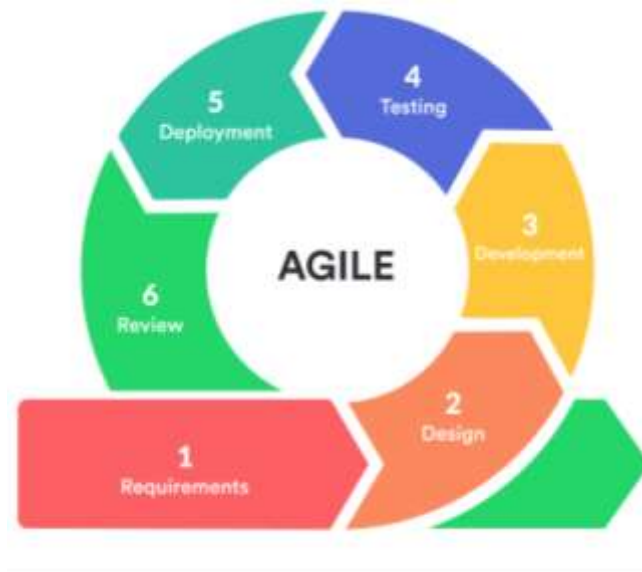 AGILE
1
Requirements
2
Design
3
Development
4
Testing
5
Deployment
6
Review